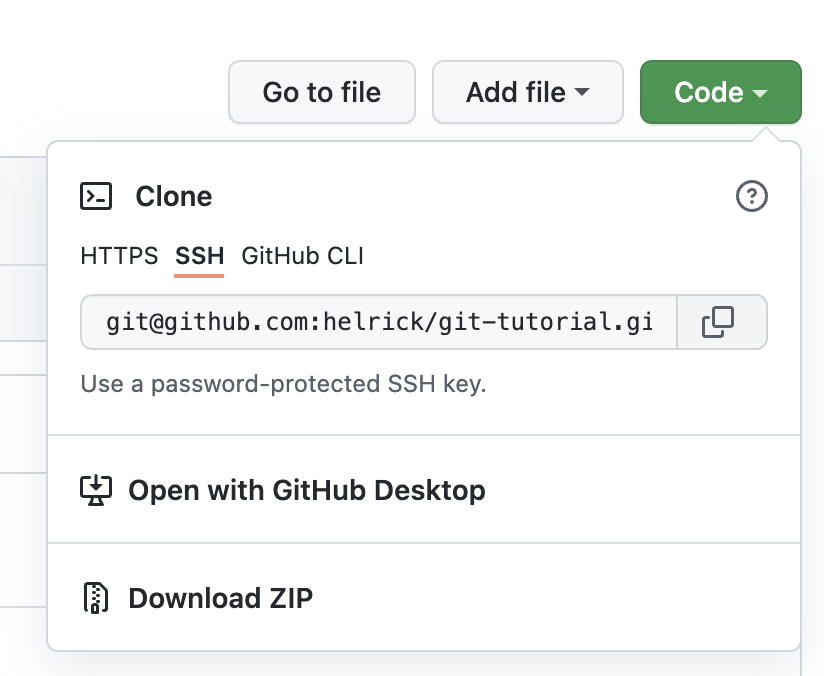 Go to file Add file Code
Clone
HTTPS SSH GitHub CLI
git@github.com:helrick/git-tutorial.gi
Use a password-protected SSH key.
Open with GitHub Desktop
Download ZIP